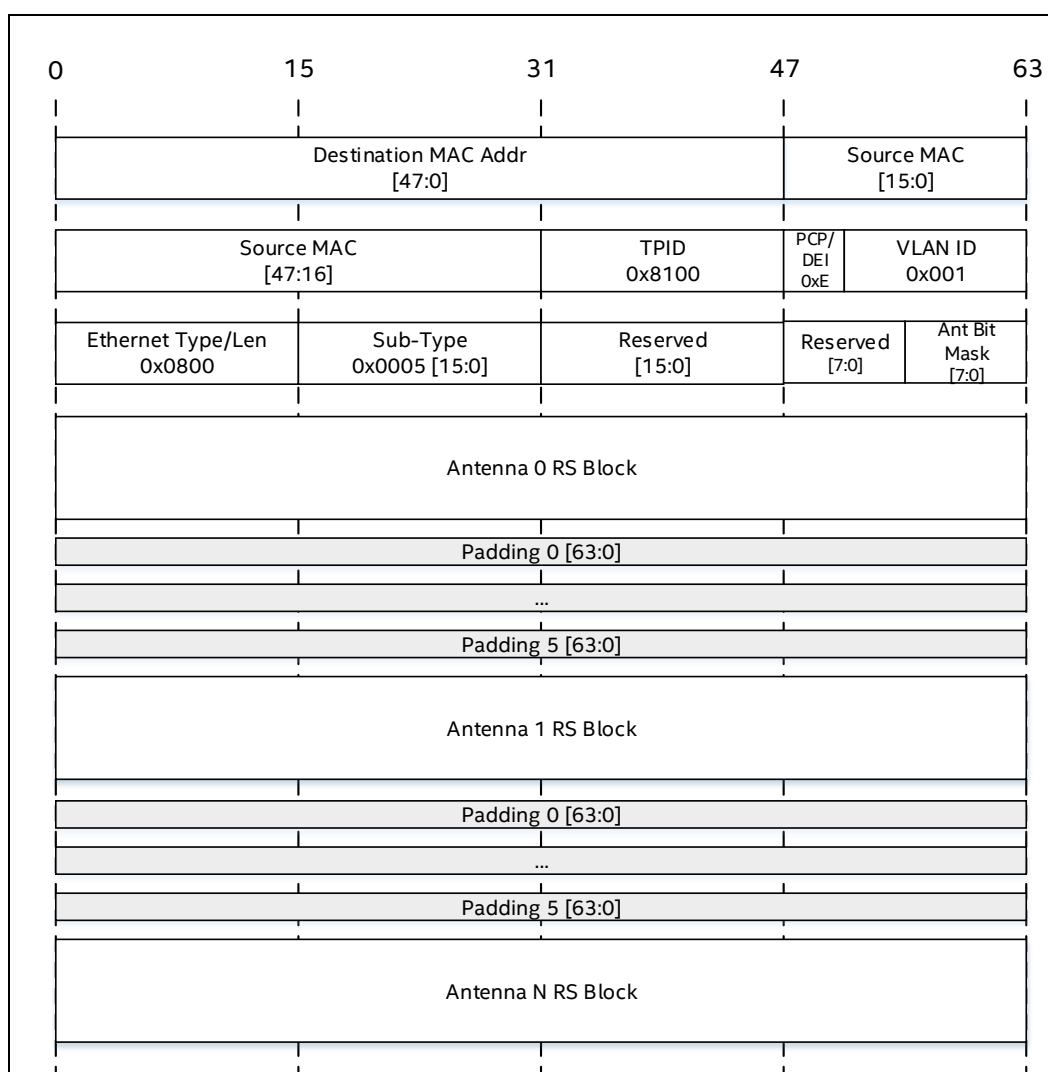 0 15 31 47 63
Destination MAC Addr
[47:0]
Source MAC
[15:0]
Source MAC
[47:16]
TPID
0x8100
PCP/
DEI
0xE
VLAN ID
0x001
Ethernet Type/Len
0x0800
Sub-Type
0x0005 [15:0]
Reserved
[15:0]
Reserved
[7:0]
Ant Bit
Mask
[7:0]
Antenna 0 RS Block
Padding 0 [63:0]
...
Padding 5 [63:0]
Antenna 1 RS Block
Padding 0 [63:0]
...
Padding 5 [63:0]
Antenna N RS Block